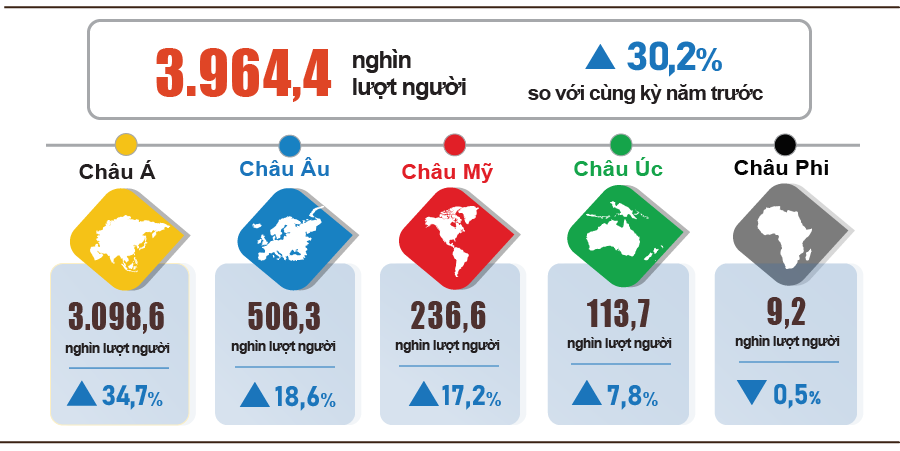 3.964,4 nghìn lượt người
▲ 30,2%
so với cùng kỳ năm trước
Châu Á
Châu Âu
Châu Mỹ
Châu Úc
Châu Phi
3.098,6
nghìn lượt người
▲ 34,7%
506,3
nghìn lượt người
▲ 18,6%
236,6
nghìn lượt người
▲ 17,2%
113,7
nghìn lượt người
▲ 7,8%
9,2
nghìn lượt người
▼ 0,5%